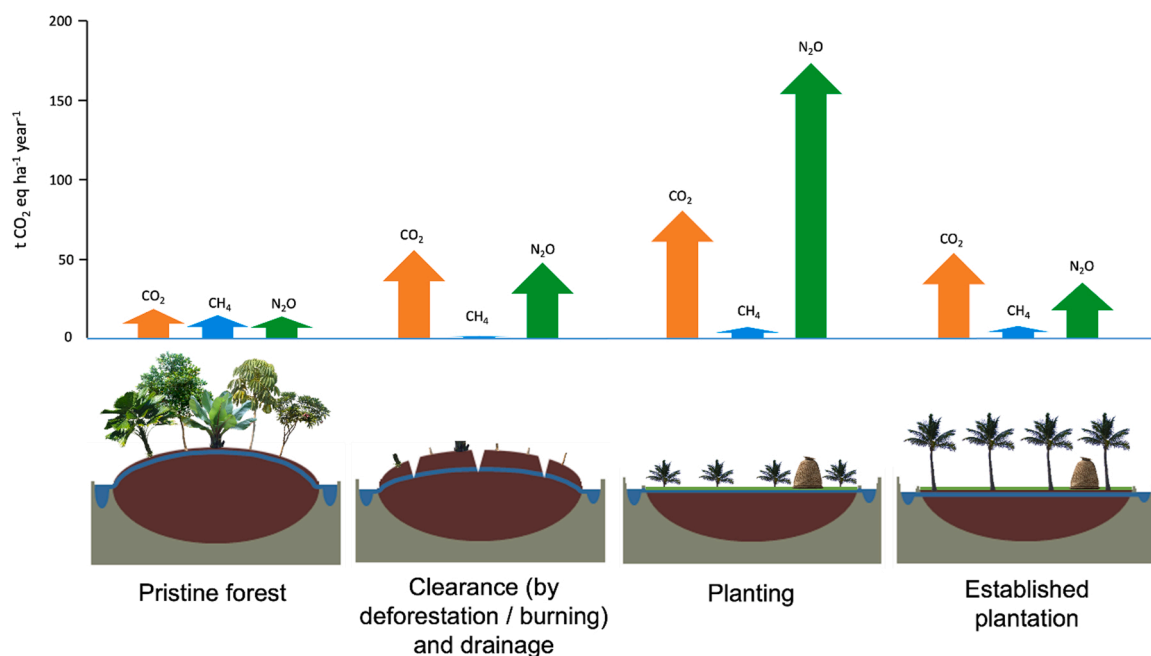 t CO₂ eq ha⁻¹ year⁻¹
200
150
100
50
0
CO₂
CH₄
N₂O
CO₂
CH₄
N₂O
CO₂
CH₄
N₂O
CO₂
CH₄
N₂O
Pristine forest
Clearance (by
deforestation / burning)
and drainage
Planting
Established
plantation